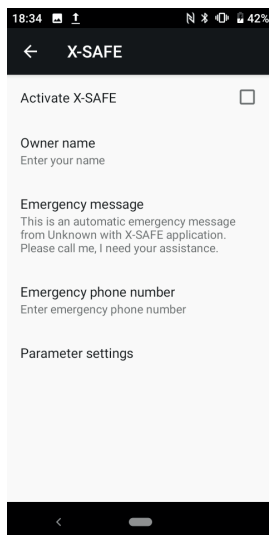 18:34 42%
X-SAFE
Activate X-SAFE
Owner name
Enter your name
Emergency message
This is an automatic emergency message
from Unknown with X-SAFE application.
Please call me, I need your assistance.
Emergency phone number
Enter emergency phone number
Parameter settings